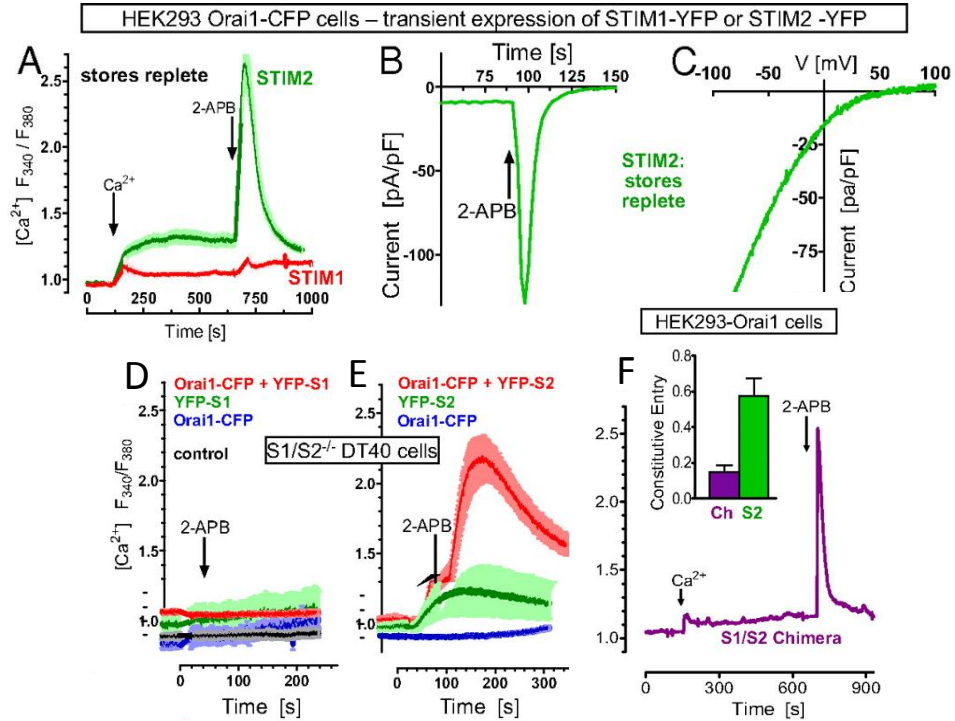 HEK293 Orai1-CFP cells – transient expression of STIM1-YFP or STIM2 -YFP
A
stores replete
STIM2
2-APB
Ca²⁺
STIM1
[Ca²⁺] F₃₄₀ / F₃₈₀
2.5
2.0
1.5
1.0
0 250 500 750 1000
Time [s]
B
Time [s]
75 100 125 150
0
-50
-100
Current [pA/pF]
2-APB
STIM2:
stores
replete
C
V [mV]
-100 -50 50 100
-25
-50
-75
Current [pa/pF]
HEK293-Orai1 cells
D
Orai1-CFP + YFP-S1
YFP-S1
Orai1-CFP
control
2-APB
[Ca²⁺] F₃₄₀/F₃₈₀
2.5
2.0
1.5
1.0
0 100 200
Time [s]
S1/S2⁻/⁻ DT40 cells
E
Orai1-CFP + YFP-S2
YFP-S2
Orai1-CFP
2-APB
2.5
2.0
1.5
1.0
0 100 200 300
Time [s]
F
Constitutive Entry
0.8
0.6
0.4
0.2
0.0
Ch S2
2-APB
Ca²⁺
S1/S2 Chimera
2.5
2.0
1.5
1.0
0 300 600 900
Time [s]